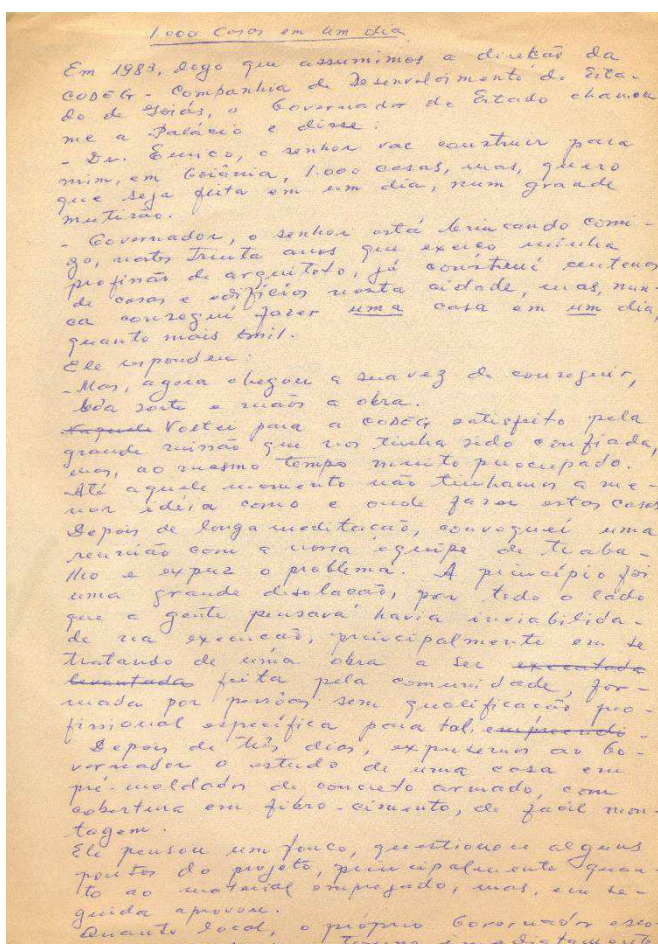 1.000 Casas em um dia
Em 1983, logo que assumimos a direção da
CODEG - Companhia de Desenvolvimento do Esta-
do de Goiás, o Governador do Estado chamou
me a Palácio e disse:
- Dr. Eurico, o senhor vae construir para
mim, em Goiânia, 1.000 casas, mas, quero
que seja feita em um dia, num grande
mutirão.
- Governador, o senhor está brincando comi-
go, nestes trinta anos que exerço minha
profissão de arquiteto, já construí centenas
de casas e edifícios nesta cidade, mas, nun-
ca consegui fazer uma casa em um dia,
quanto mais mil.
Ele respondeu:
- Mas, agora chegou a sua vez de conseguir,
boa sorte e mãos a obra.
Naquele Voltei para a CODEG satisfeito pela
grande missão que nos tinha sido confiada,
mas, ao mesmo tempo muito preocupado.
Até aquele momento não tinhamos a me-
nor idéia como e onde fazer estas casas
Depois de longa meditação, convoquei uma
reunião com a nossa equipe de traba-
lho e expuz o problema. A princípio foi
uma grande desolação, por todo o lado
que a gente pensava havia inviabilida-
de na execução, principalmente em se
tratando de uma obra a ser executada
levantada feita pela comunidade, for-
mada por pessôas sem qualificação pro-
fissional específica para tal.
Depois de três dias, expusemos ao Go-
vernador o estudo de uma casa em
pré-moldados de concreto armado, com
cobertura em fibro-cimento, de facil mon-
tagem.
Ele pensou um pouco, questionou alguns
pontos do projeto, principalmente quan-
to ao material empregado, mas, em se-
guida aprovou.
Quanto local, o próprio Governador